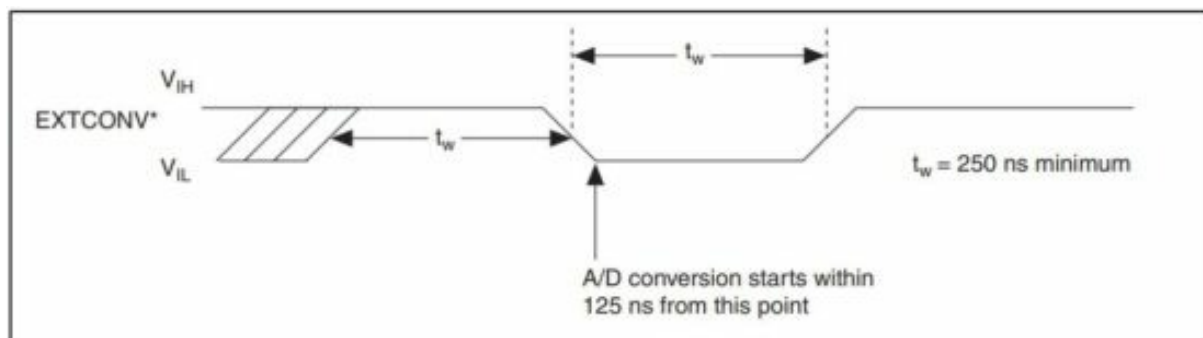 t_w
V_IH
EXTCONV*
t_w
V_IL
t_w = 250 ns minimum
A/D conversion starts within
125 ns from this point